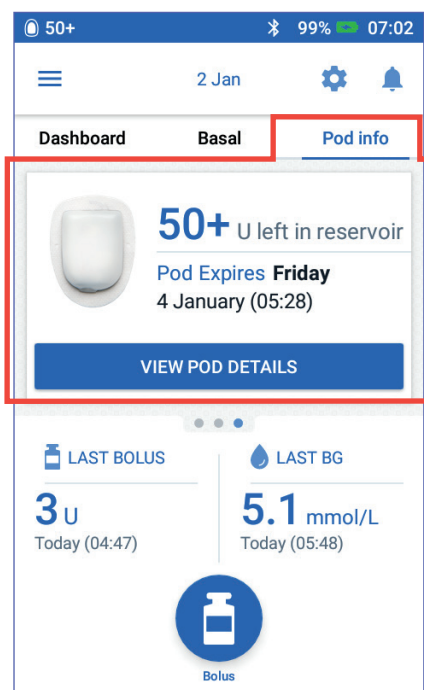 50+ 99% 07:02
2 Jan
Dashboard Basal Pod info
50+ U left in reservoir
Pod Expires Friday
4 January (05:28)
VIEW POD DETAILS
LAST BOLUS LAST BG
3 U 5.1 mmol/L
Today (04:47) Today (05:48)
Bolus